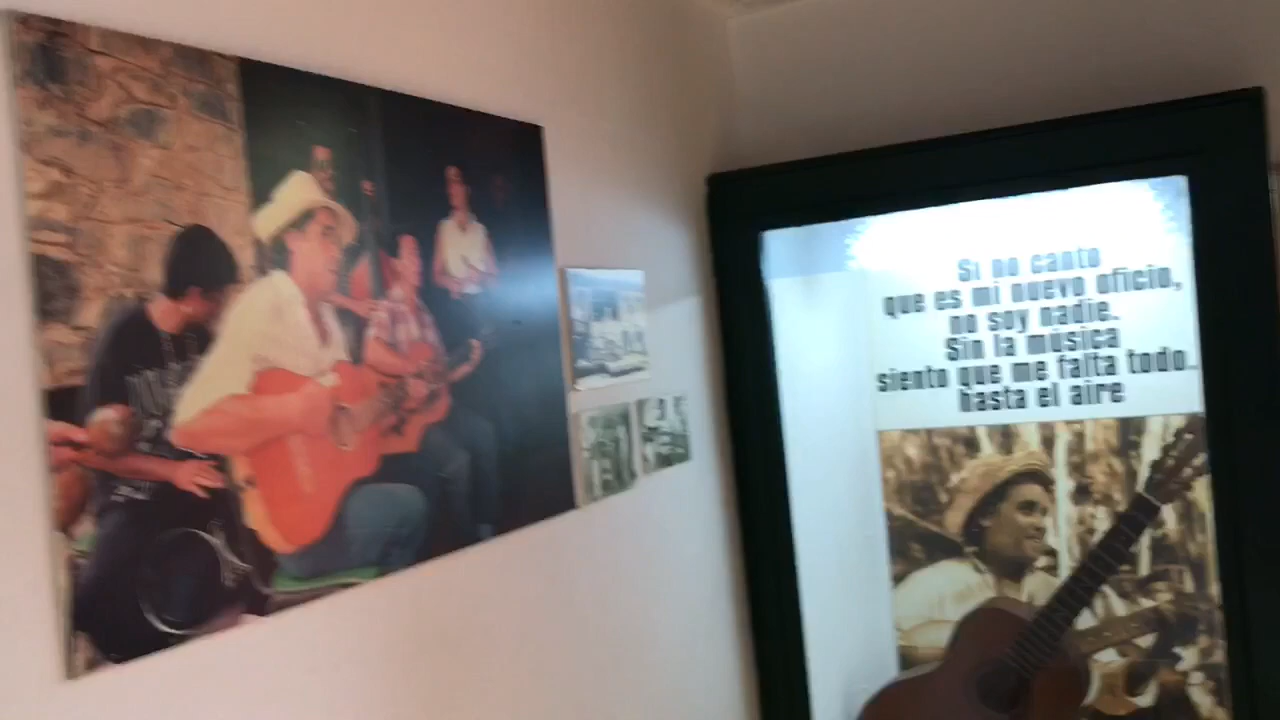 Si no canto
que es mi nuevo oficio,
no soy nadie.
Sin la música
siento que me falta todo.
hasta el aire